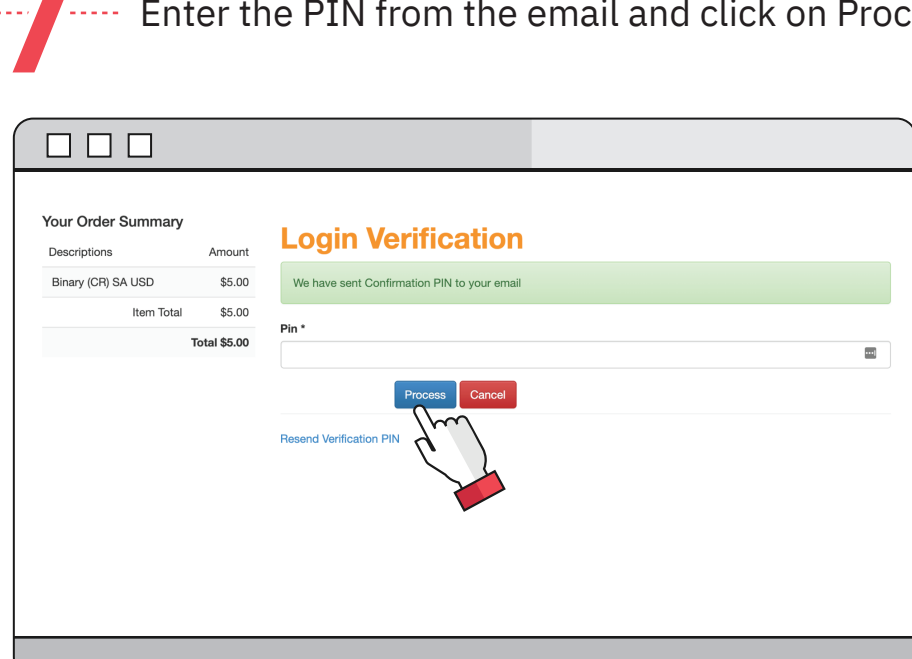 Enter the PIN from the email and click on Proc
Your Order Summary
Descriptions Amount
Binary (CR) SA USD $5.00
Item Total $5.00
Total $5.00
Login Verification
We have sent Confirmation PIN to your email
Pin *
Process Cancel
Resend Verification PIN